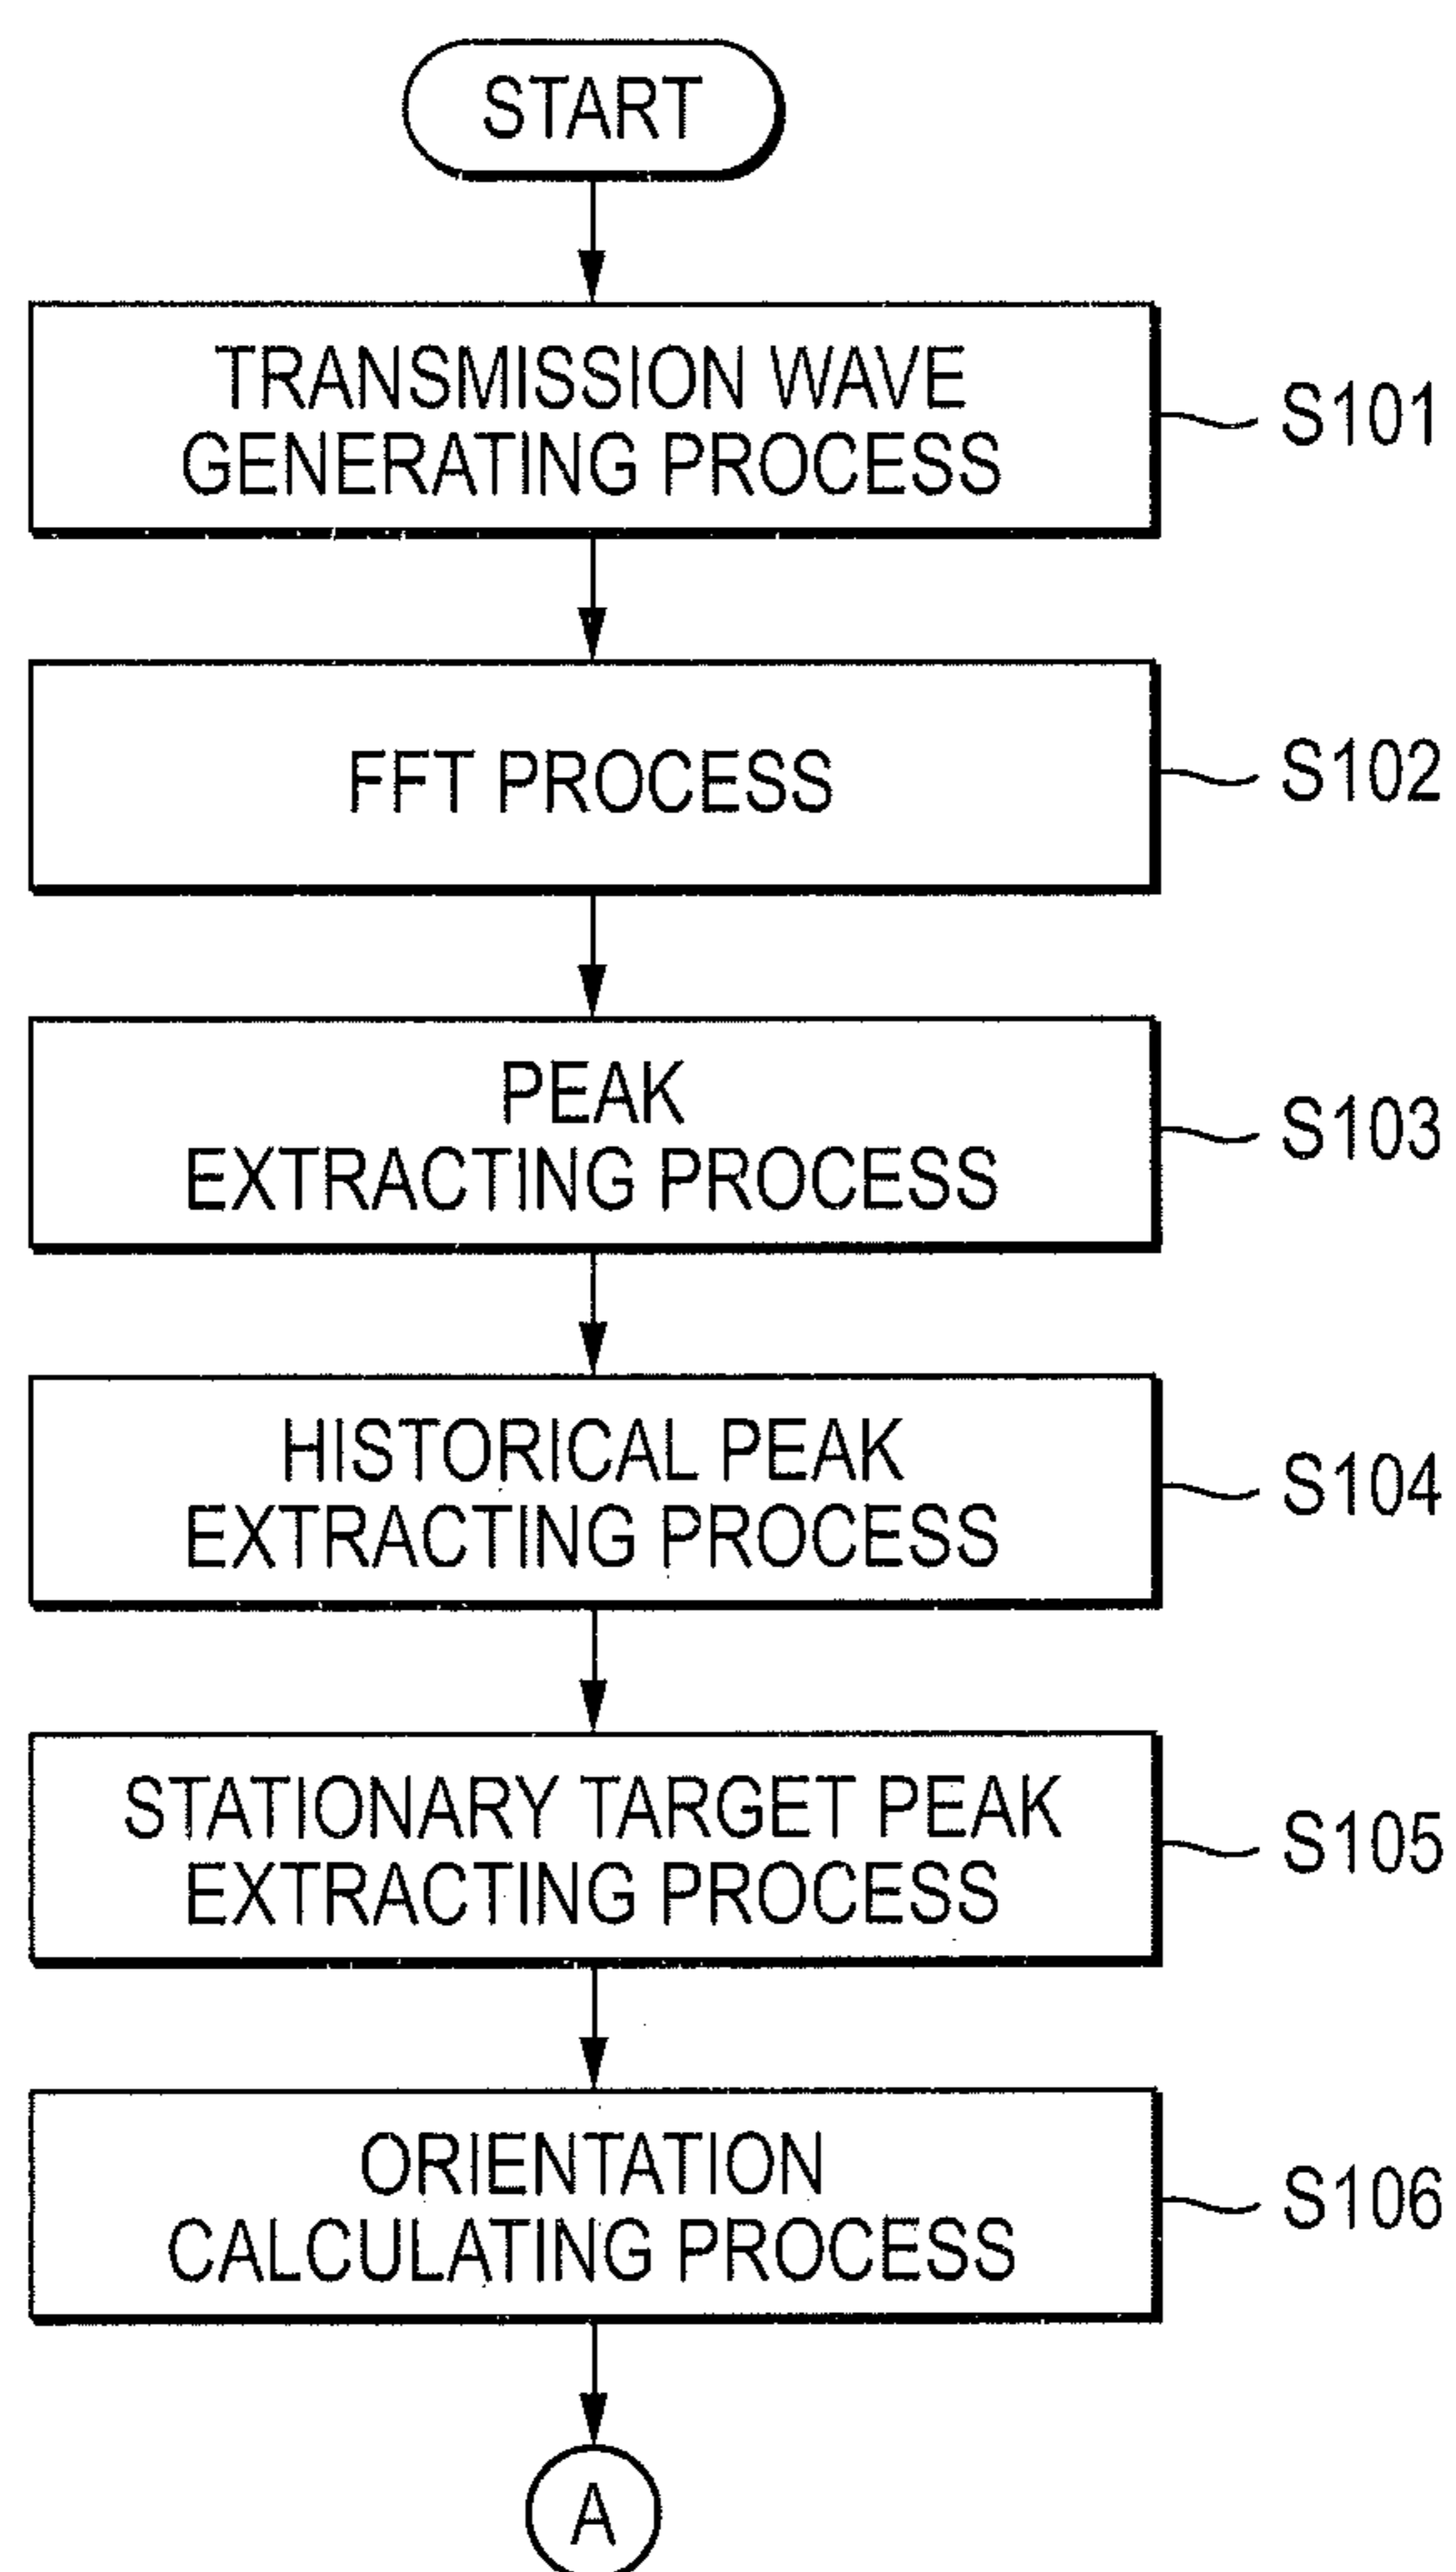 START
TRANSMISSION WAVE
GENERATING PROCESS
S101
FFT PROCESS
S102
PEAK
EXTRACTING PROCESS
S103
HISTORICAL PEAK
EXTRACTING PROCESS
S104
STATIONARY TARGET PEAK
EXTRACTING PROCESS
S105
ORIENTATION
CALCULATING PROCESS
S106
A